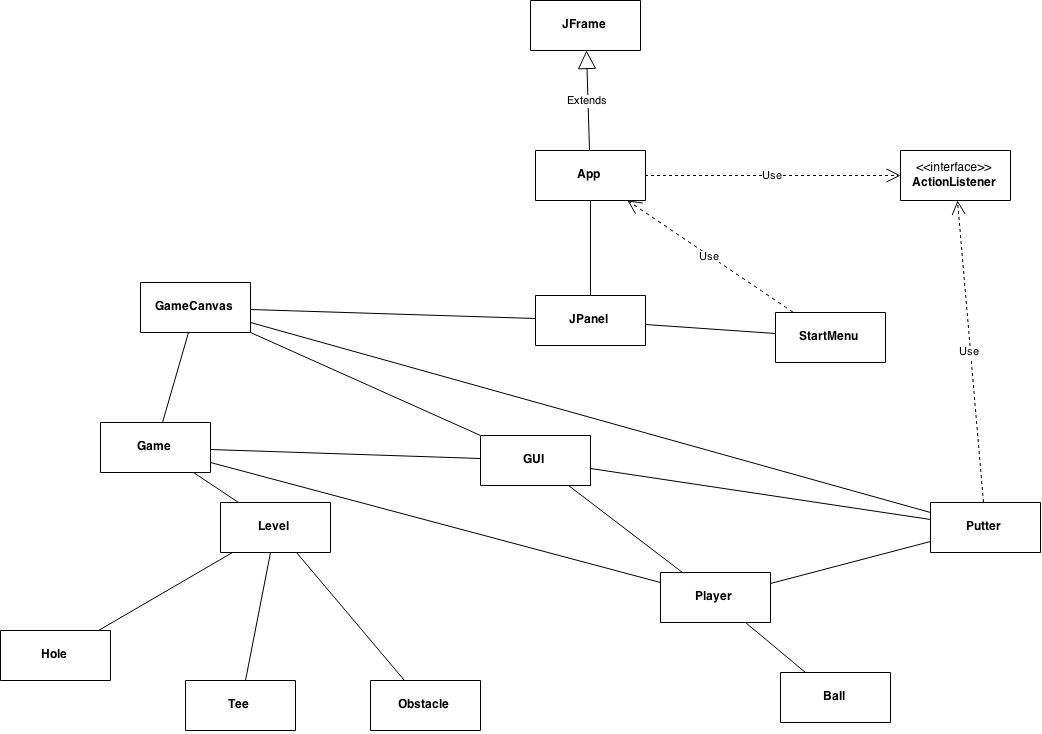 JFrame
Extends
App
Use
<<interface>>
ActionListener
Use
GameCanvas
JPanel
StartMenu
Use
Game
GUI
Level
Putter
Player
Hole
Tee
Obstacle
Ball